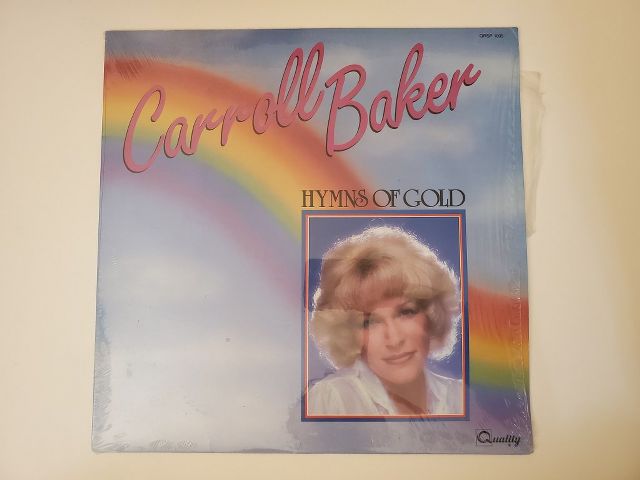 Carroll Baker
HYMNS OF GOLD
Quality